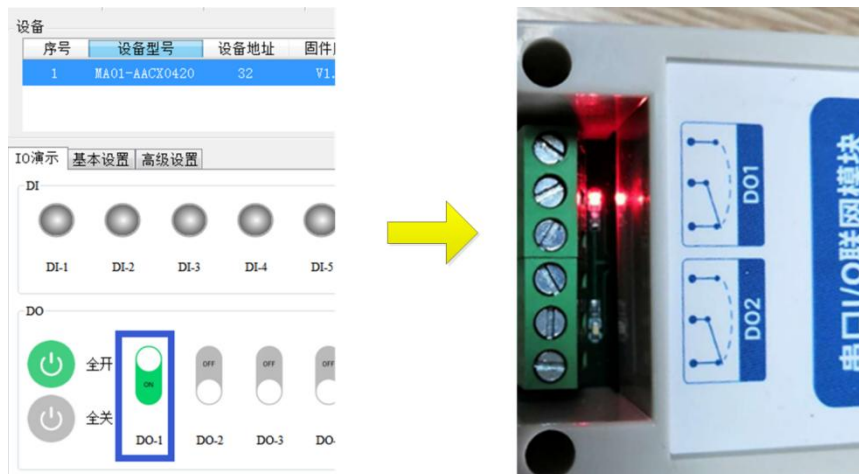 设备
序号 设备型号 设备地址 固件
1 MA01-AACX0420 32 V1.
IO演示 基本设置 高级设置
DI
DI-1 DI-2 DI-3 DI-4 DI-5
DO
全开
ON OFF OFF OFF
全关
DO-1 DO-2 DO-3 DO-
DO1
DO2
串口I/O联网模块